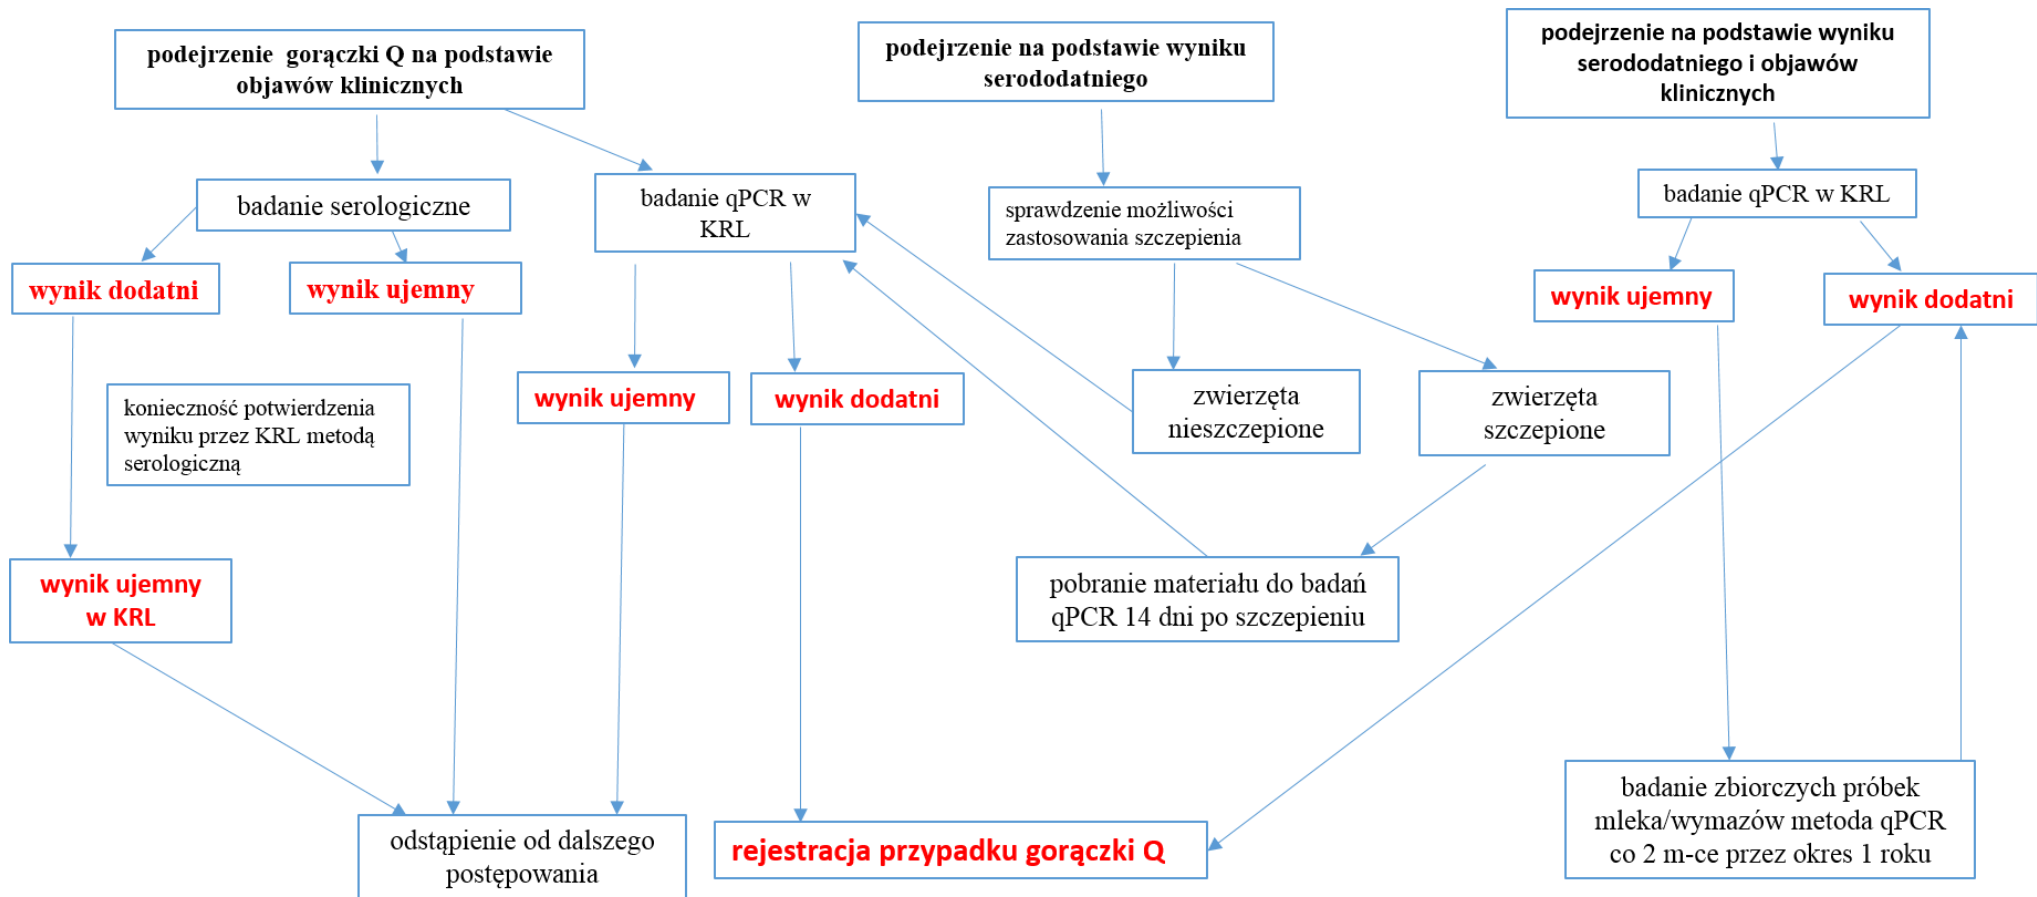 podejrzenie gorączki Q na podstawie
objawów klinicznych
podejrzenie na podstawie wyniku
serododatniego
podejrzenie na podstawie wyniku
serododatniego i objawów
klinicznych
badanie serologiczne
badanie qPCR w
KRL
sprawdzenie możliwości
zastosowania szczepienia
badanie qPCR w KRL
wynik dodatni
wynik ujemny
wynik ujemny
wynik dodatni
wynik ujemny
wynik dodatni
zwierzęta
nieszczepione
zwierzęta
szczepione
konieczność potwierdzenia
wyniku przez KRL metodą
serologiczną
wynik ujemny
w KRL
pobranie materiału do badań
qPCR 14 dni po szczepieniu
odstąpienie od dalszego
postępowania
rejestracja przypadku gorączki Q
badanie zbiorczych próbek
mleka/wymazów metoda qPCR
co 2 m-ce przez okres 1 roku